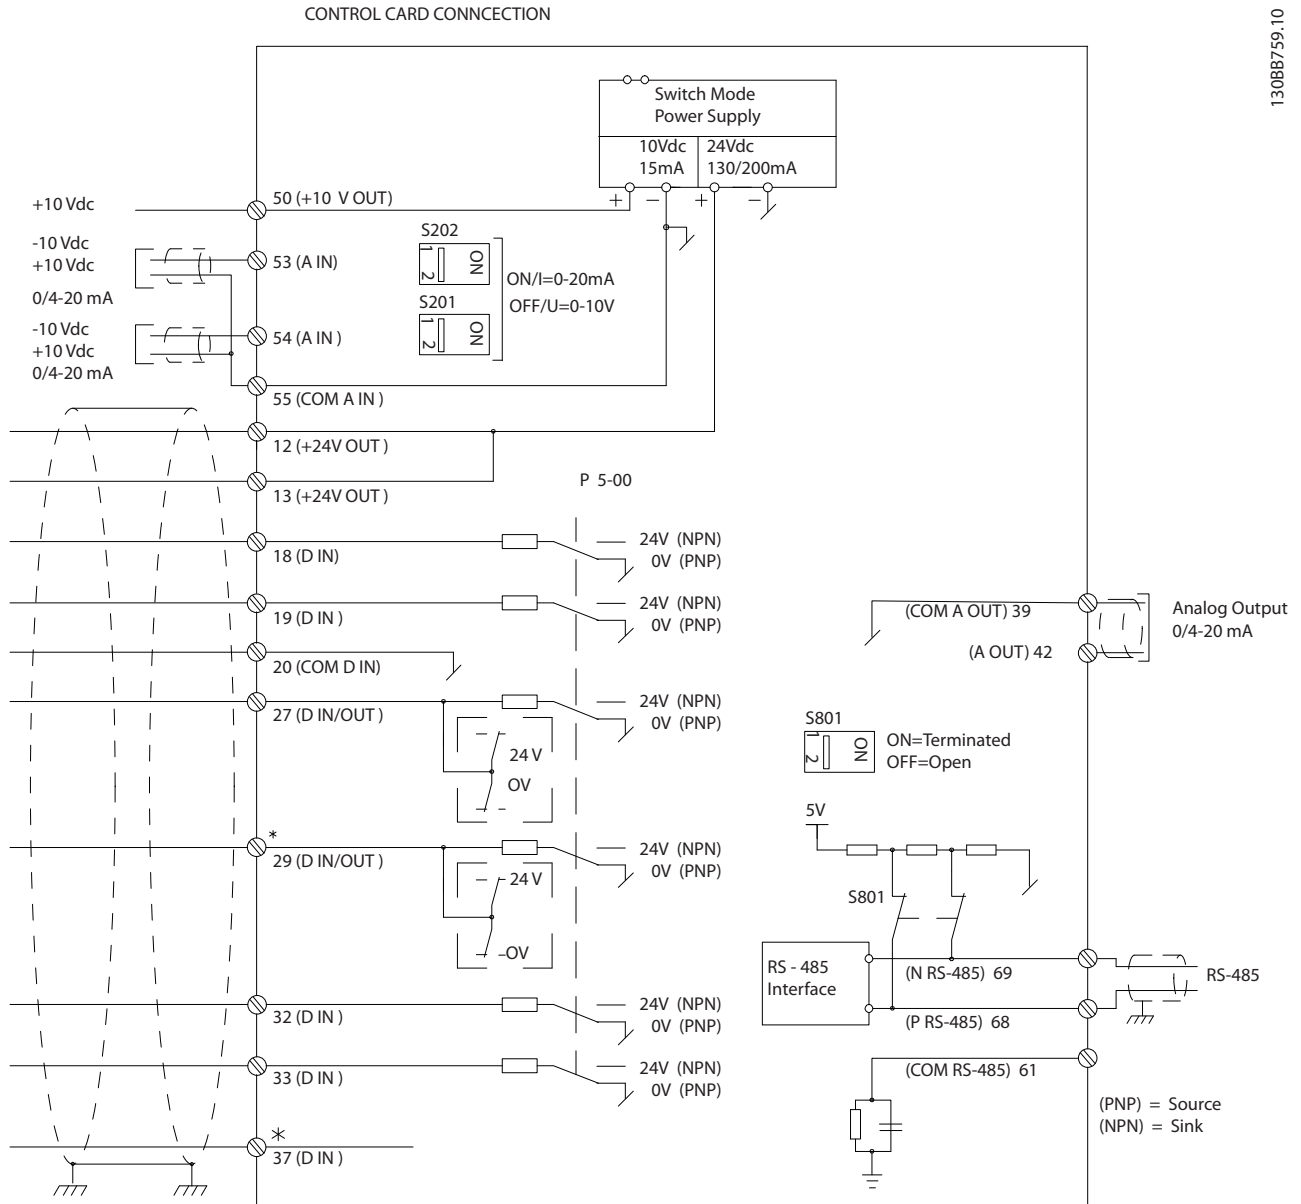 CONTROL CARD CONNCECTION
130BB759.10
Switch Mode
Power Supply
10Vdc
15mA
24Vdc
130/200mA
+ − + −
+10 Vdc
50 (+10 V OUT)
-10 Vdc
+10 Vdc
0/4-20 mA
53 (A IN)
S202
1 2 ON
ON/I=0-20mA
OFF/U=0-10V
S201
1 2 ON
-10 Vdc
+10 Vdc
0/4-20 mA
54 (A IN )
55 (COM A IN )
12 (+24V OUT )
13 (+24V OUT )
P 5-00
18 (D IN)
24V (NPN)
0V (PNP)
19 (D IN )
24V (NPN)
0V (PNP)
20 (COM D IN)
27 (D IN/OUT )
24V (NPN)
0V (PNP)
24 V
OV
*
29 (D IN/OUT )
24V (NPN)
0V (PNP)
24 V
OV
32 (D IN )
24V (NPN)
0V (PNP)
33 (D IN )
24V (NPN)
0V (PNP)
*
37 (D IN )
(COM A OUT) 39
(A OUT) 42
Analog Output
0/4-20 mA
S801
1 2 ON
ON=Terminated
OFF=Open
5V
S801
RS - 485
Interface
(N RS-485) 69
RS-485
(P RS-485) 68
(COM RS-485) 61
(PNP) = Source
(NPN) = Sink